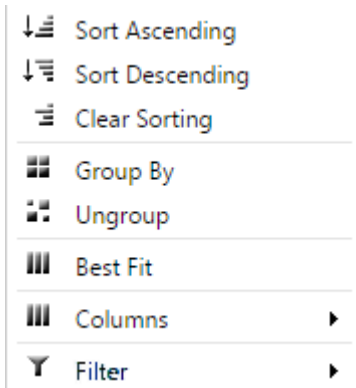 Sort Ascending
Sort Descending
Clear Sorting
Group By
Ungroup
Best Fit
Columns
Filter